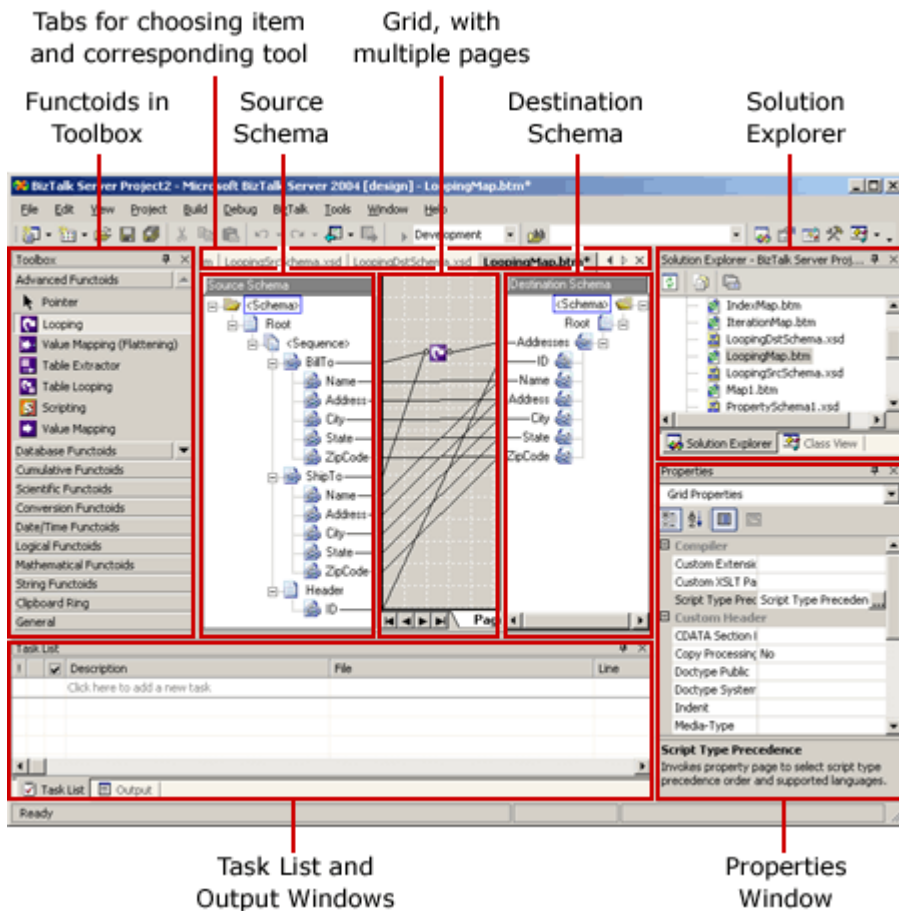 Tabs for choosing item
and corresponding tool
Grid, with
multiple pages
Functoids in
Toolbox
Source
Schema
Destination
Schema
Solution
Explorer
BizTalk Server Project2 - Microsoft BizTalk Server 2004 [design] - LoopingMap.btm*
File Edit View Project Build Debug BizTalk Tools Window Help
Development
Toolbox
Advanced Functoids
Pointer
Looping
Value Mapping (Flattening)
Table Extractor
Table Looping
Scripting
Value Mapping
Database Functoids
Cumulative Functoids
Scientific Functoids
Conversion Functoids
Date/Time Functoids
Logical Functoids
Mathematical Functoids
String Functoids
Clipboard Ring
General
m LoopingSrcSchema.xsd LoopingDstSchema.xsd LoopingMap.btm*
Source Schema
<Schema>
Root
<Sequence>
BillTo
Name
Address
City
State
ZipCode
ShipTo
Name
Address
City
State
ZipCode
Header
ID
Pag
Destination Schema
<Schema>
Root
Addresses
ID
Name
Address
City
State
ZipCode
Solution Explorer - BizTalk Server Proj...
IndexMap.btm
IterationMap.btm
LoopingDstSchema.xsd
LoopingMap.btm
LoopingSrcSchema.xsd
Map1.btm
PropertySchema1.xsd
Solution Explorer Class View
Properties
Grid Properties
Compiler
Custom Extensic
Custom XSLT Pa
Script Type Prec Script Type Preceden ...
Custom Header
CDATA Section
Copy Processing No
Doctype Public
Doctype System
Indent
Media-Type
Script Type Precedence
Invokes property page to select script type
precedence order and supported languages.
Task List
! Description File Line
Click here to add a new task
Task List Output
Ready
Task List and
Output Windows
Properties
Window